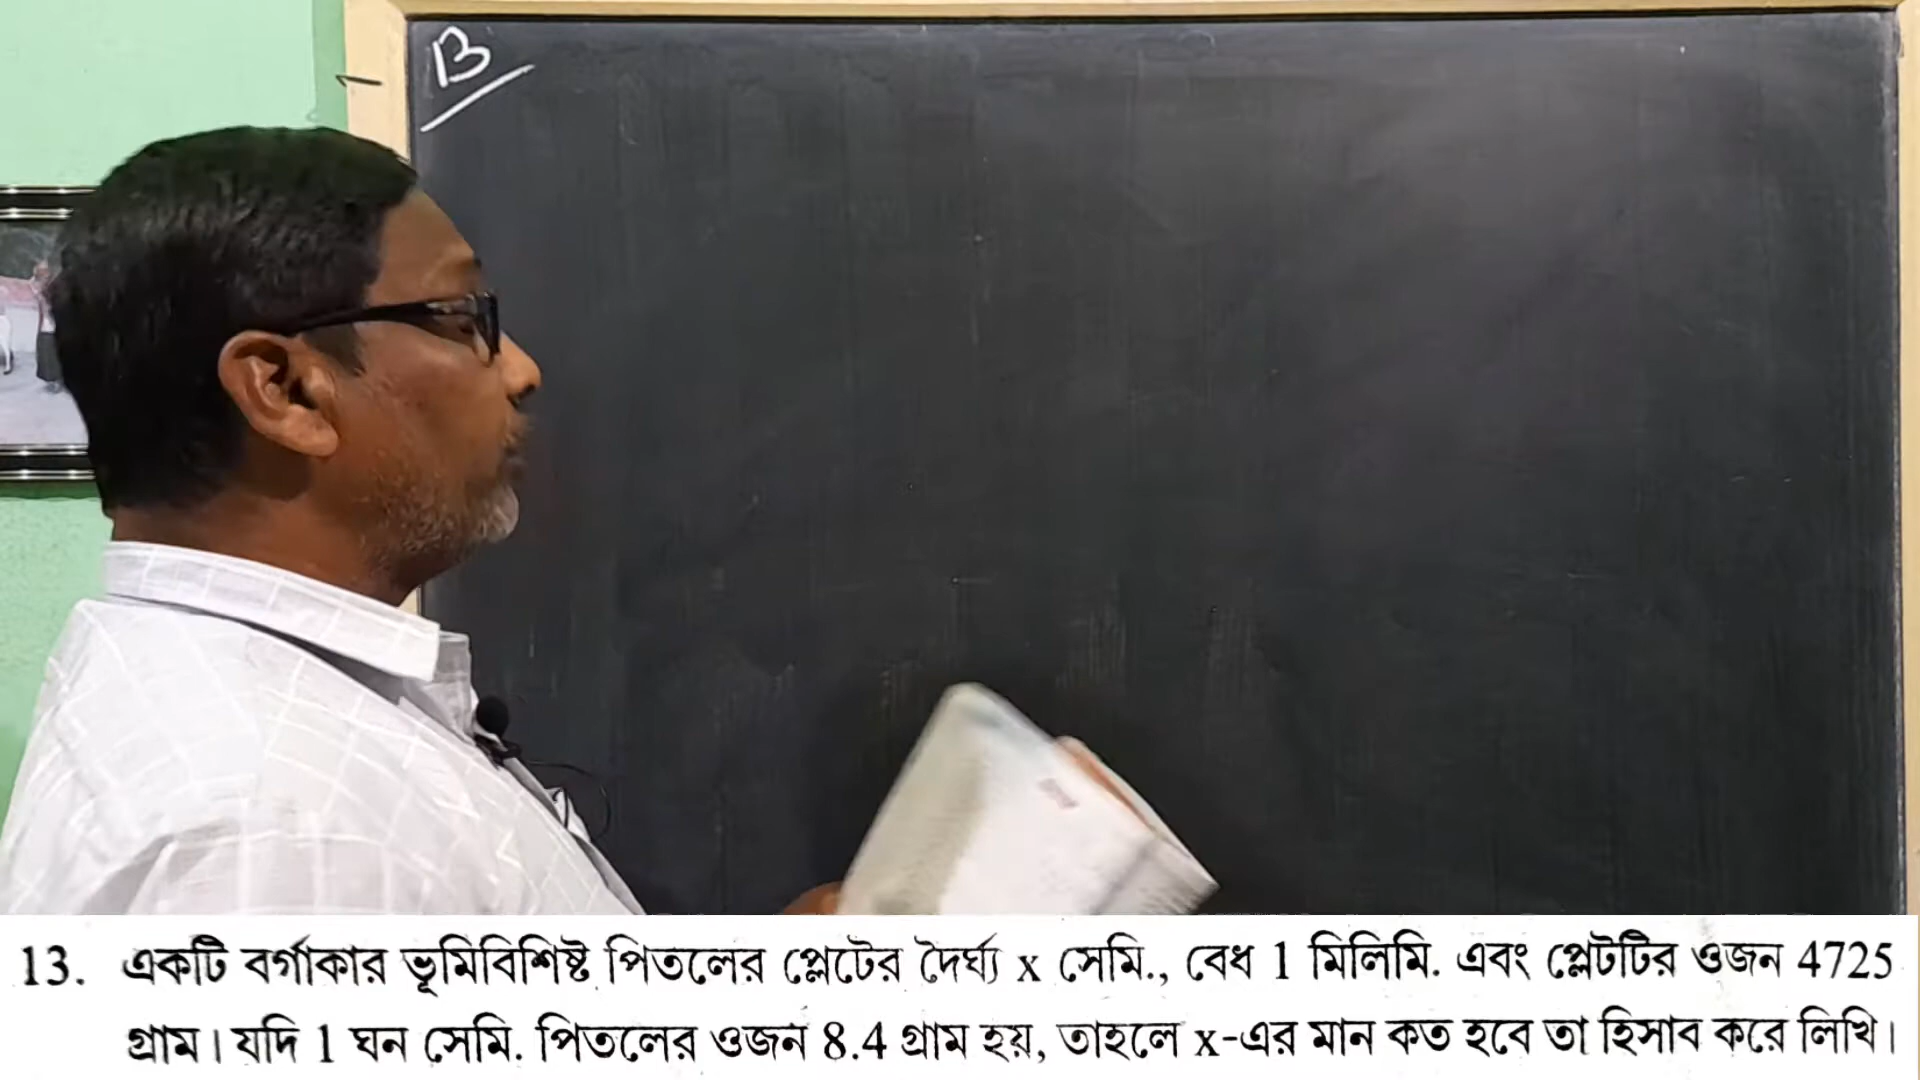 13
13. একটি বর্গাকার ভূমিবিশিষ্ট পিতলের প্লেটের দৈর্ঘ্য x সেমি., বেধ 1 মিলিমি. এবং প্লেটটির ওজন 4725
গ্রাম। যদি 1 ঘন সেমি. পিতলের ওজন 8.4 গ্রাম হয়, তাহলে x-এর মান কত হবে তা হিসাব করে লিখি।